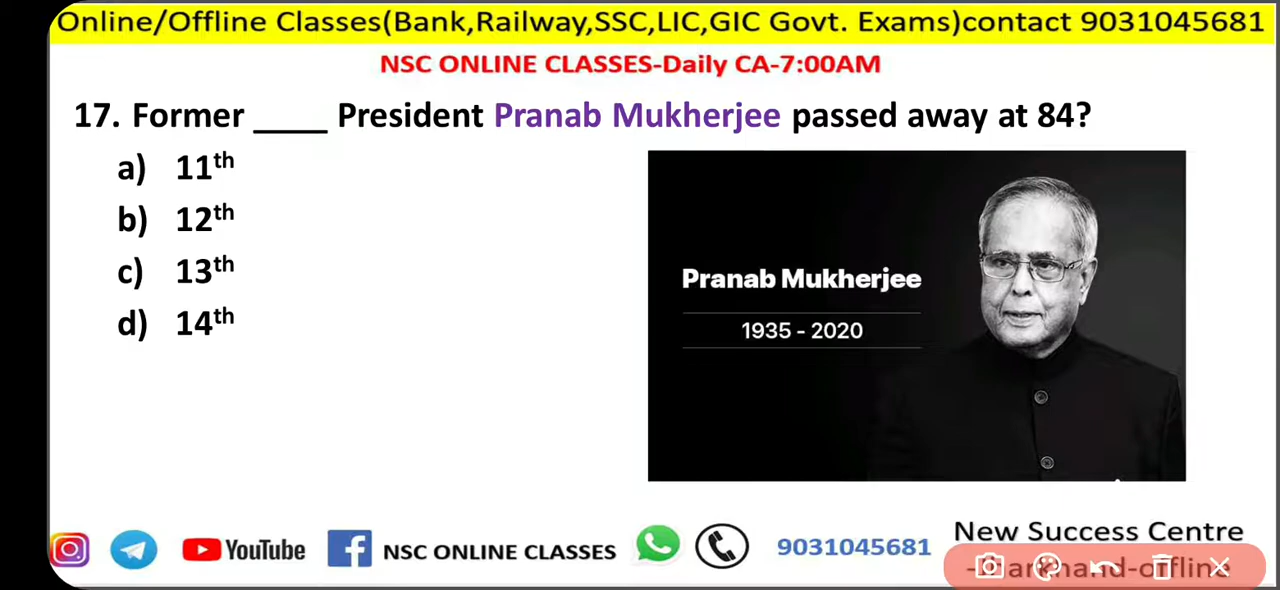 Online/Offline Classes(Bank,Railway,SSC,LIC,GIC Govt. Exams)contact 9031045681
NSC ONLINE CLASSES-Daily CA-7:00AM
17. Former ____ President Pranab Mukherjee passed away at 84?
a) 11th
b) 12th
c) 13th
d) 14th
Pranab Mukherjee
1935 - 2020
YouTube
NSC ONLINE CLASSES
9031045681
New Success Centre
-Jharkhand-offline